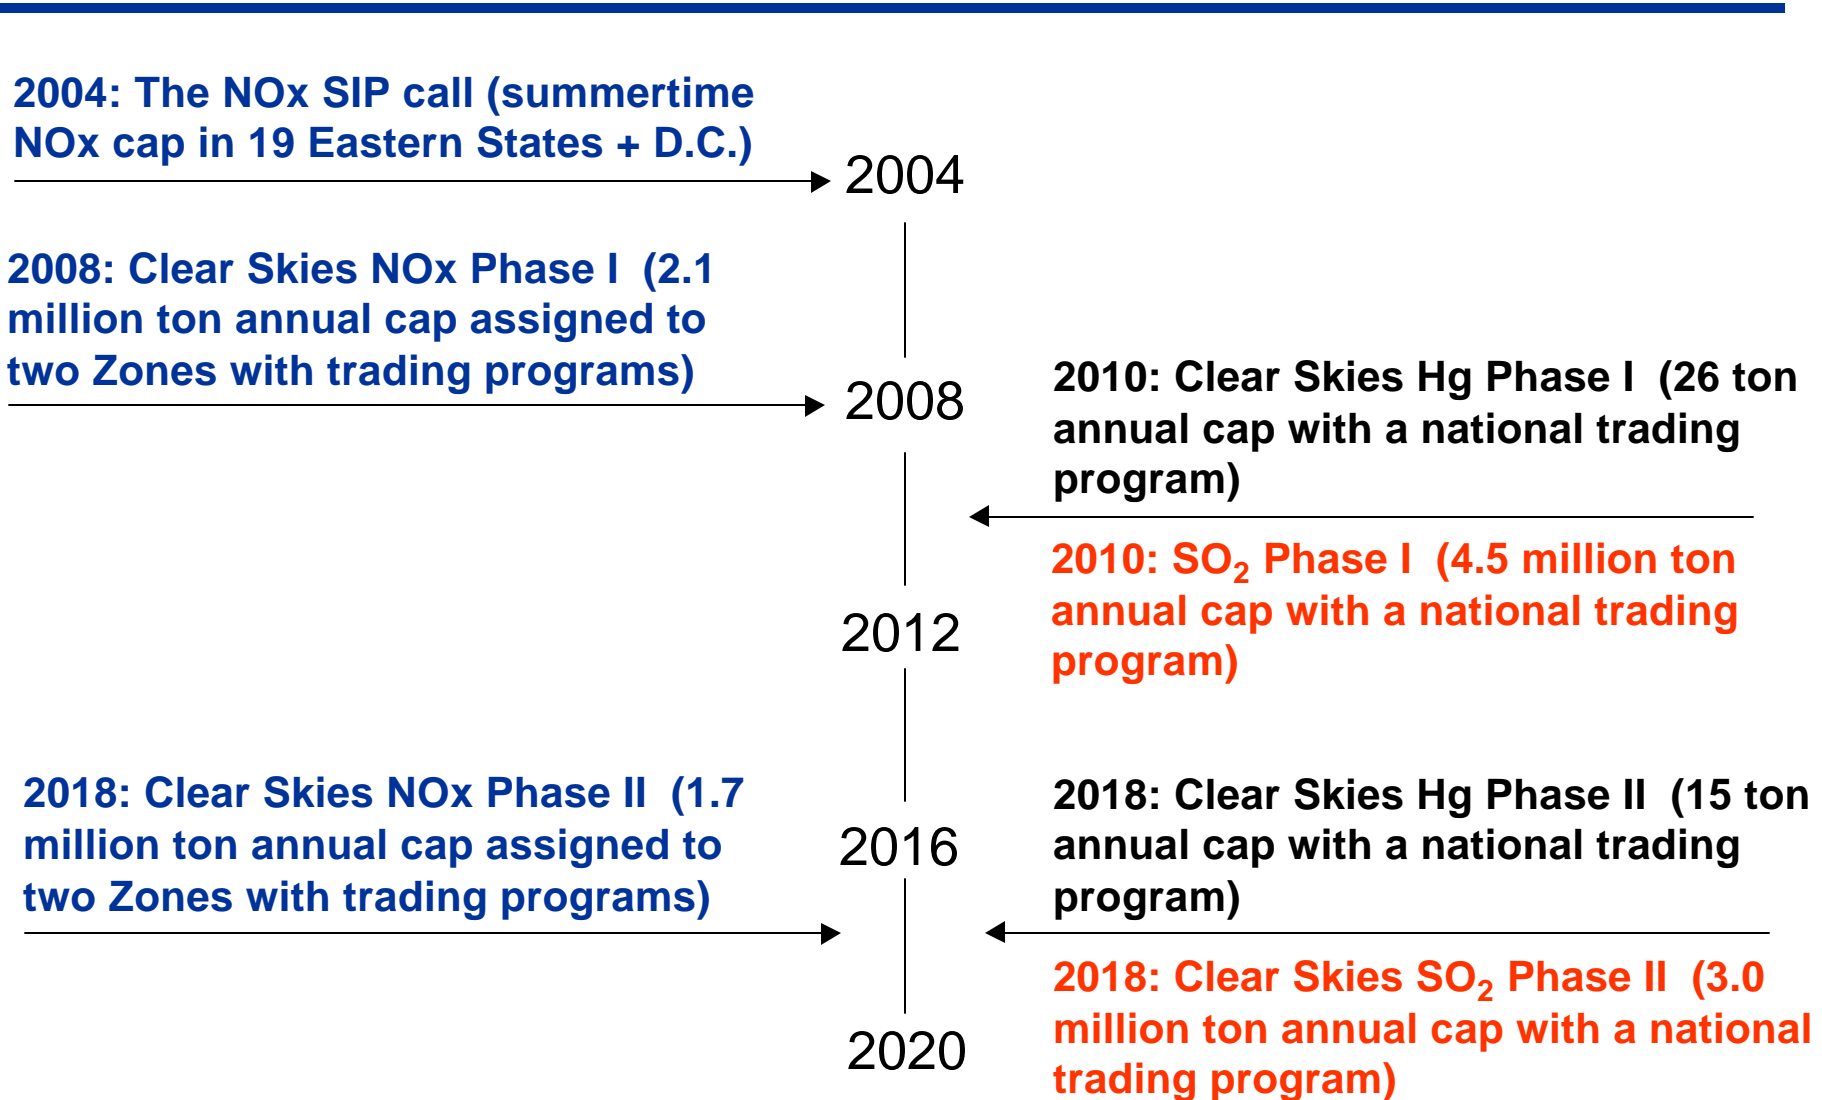 2004: The NOx SIP call (summertime
NOx cap in 19 Eastern States + D.C.)
2004
2008: Clear Skies NOx Phase I (2.1
million ton annual cap assigned to
two Zones with trading programs)
2008
2010: Clear Skies Hg Phase I (26 ton
annual cap with a national trading
program)
2010: SO₂ Phase I (4.5 million ton
annual cap with a national trading
program)
2012
2018: Clear Skies NOx Phase II (1.7
million ton annual cap assigned to
two Zones with trading programs)
2016
2018: Clear Skies Hg Phase II (15 ton
annual cap with a national trading
program)
2018: Clear Skies SO₂ Phase II (3.0
million ton annual cap with a national
trading program)
2020